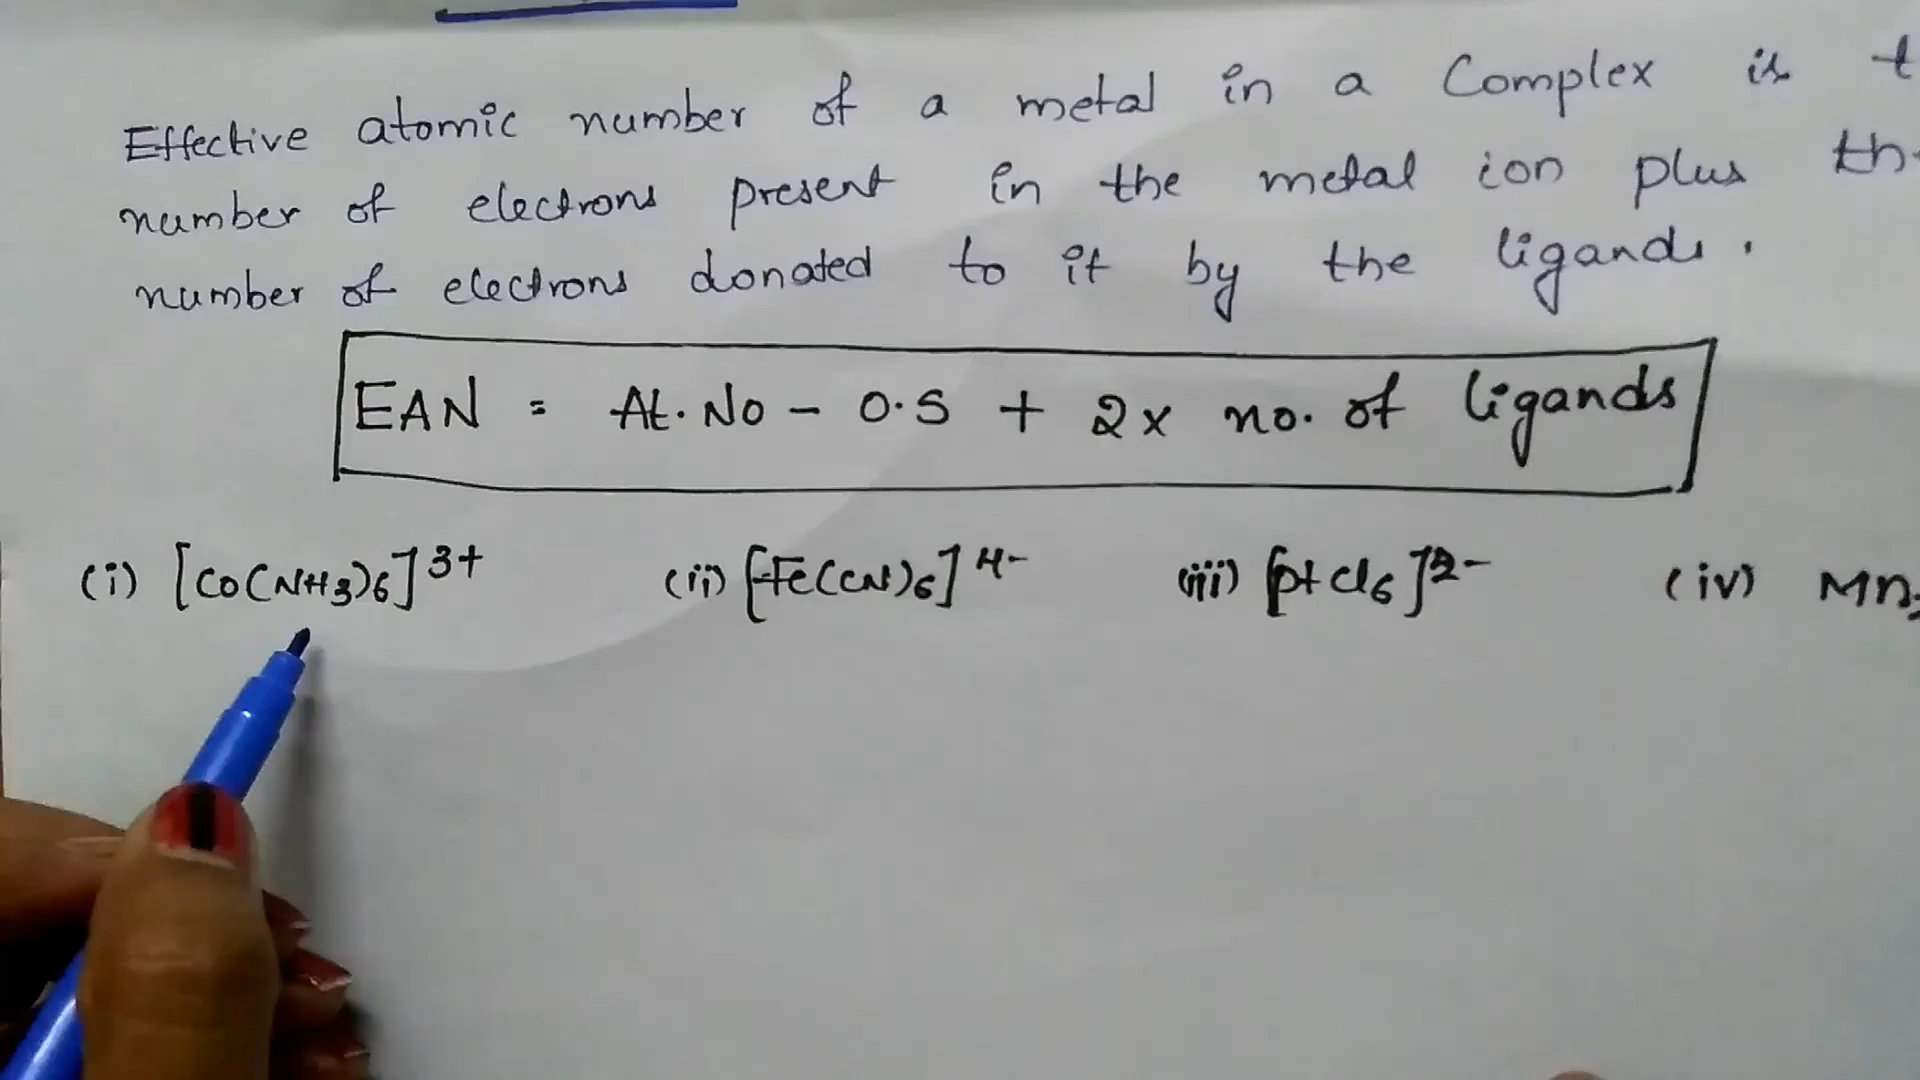 Effective atomic number of a metal in a complex is
number of electrons present in the metal ion plus
number of electrons donated to it by the ligands.
EAN = At.No - O.S + 2x no. of ligands
(i) [Co(NH3)6]3+ (ii) [Fe(CN)6]4- (iii) [ptCl6]2- (iv) Mn